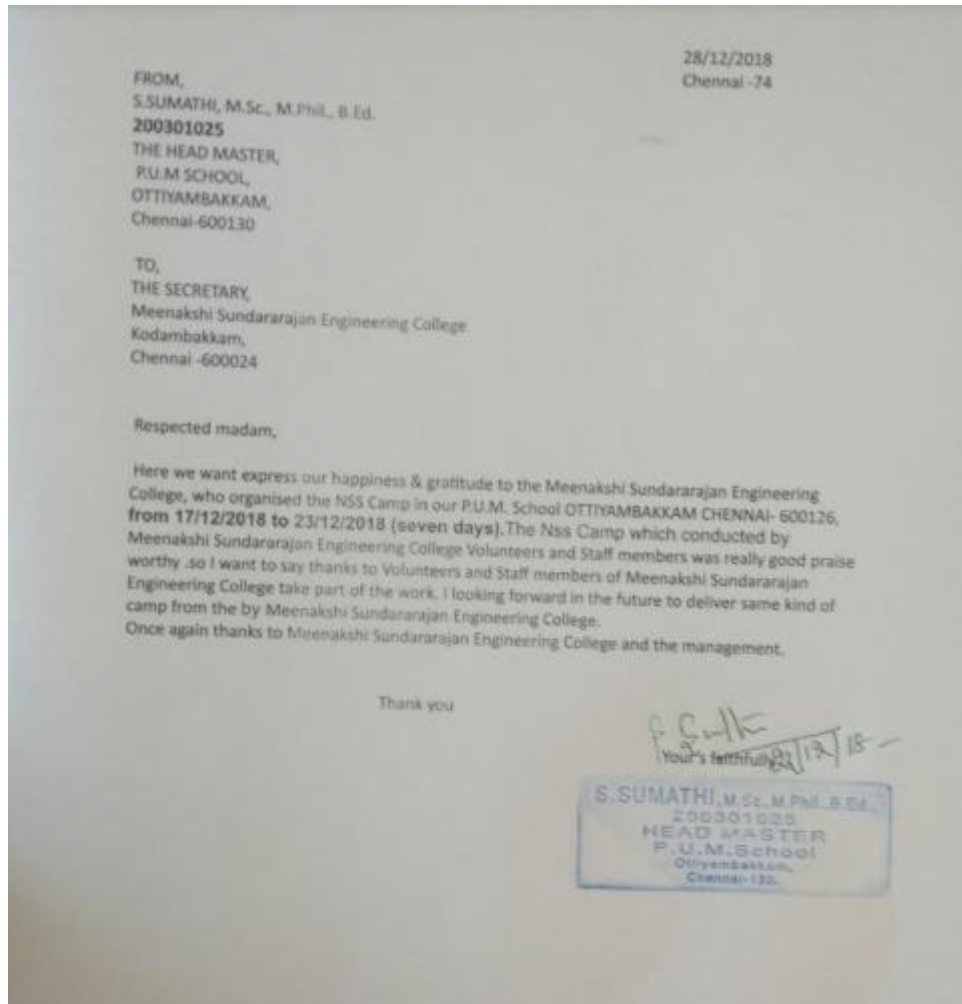 28/12/2018
Chennai -74
FROM,
S.SUMATHI, M.Sc., M.Phil., B.Ed.
200301025
THE HEAD MASTER,
P.U.M SCHOOL,
OTTIYAMBAKKAM,
Chennai-600130
TO,
THE SECRETARY,
Meenakshi Sundararajan Engineering College
Kodambakkam,
Chennai -600024
Respected madam,
Here we want express our happiness & gratitude to the Meenakshi Sundararajan Engineering
College, who organised the NSS Camp in our P.U.M. School OTTIYAMBAKKAM CHENNAI- 600126,
from 17/12/2018 to 23/12/2018 (seven days).The Nss Camp which conducted by
Meenakshi Sundararajan Engineering College Volunteers and Staff members was really good praise
worthy .so I want to say thanks to Volunteers and Staff members of Meenakshi Sundararajan
Engineering College take part of the work. I looking forward in the future to deliver same kind of
camp from the by Meenakshi Sundararajan Engineering College.
Once again thanks to Meenakshi Sundararajan Engineering College and the management.
Thank you
Your's faithfully
S.SUMATHI, M.Sc., M.Phil., B.Ed.,
200301025
HEAD MASTER
P.U.M.School
Ottiyambakkam,
Chennai-130.